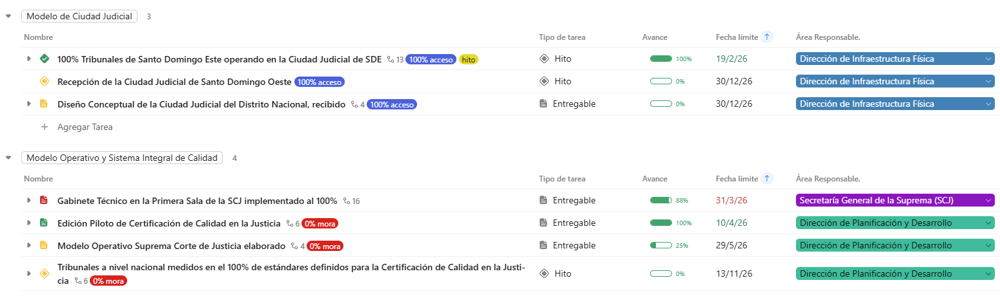 Modelo de Ciudad Judicial 3
Nombre Tipo de tarea Avance Fecha límite ↑ Área Responsable.
100% Tribunales de Santo Domingo Este operando en la Ciudad Judicial de SDE 13 100% acceso hito Hito 100% 19/2/26 Dirección de Infraestructura Física
Recepción de la Ciudad Judicial de Santo Domingo Oeste 100% acceso Hito 0% 30/12/26 Dirección de Infraestructura Física
Diseño Conceptual de la Ciudad Judicial del Distrito Nacional, recibido 4 100% acceso Entregable 0% 30/12/26 Dirección de Infraestructura Física
+ Agregar Tarea
Modelo Operativo y Sistema Integral de Calidad 4
Nombre Tipo de tarea Avance Fecha límite ↑ Área Responsable.
Gabinete Técnico en la Primera Sala de la SCJ implementado al 100% 16 Entregable 88% 31/3/26 Secretaría General de la Suprema (SCJ)
Edición Piloto de Certificación de Calidad en la Justicia 6 0% mora Entregable 100% 10/4/26 Dirección de Planificación y Desarrollo
Modelo Operativo Suprema Corte de Justicia elaborado 4 0% mora Entregable 25% 29/5/26 Dirección de Planificación y Desarrollo
Tribunales a nivel nacional medidos en el 100% de estándares definidos para la Certificación de Calidad en la Justi-
cia 6 0% mora Hito 0% 13/11/26 Dirección de Planificación y Desarrollo